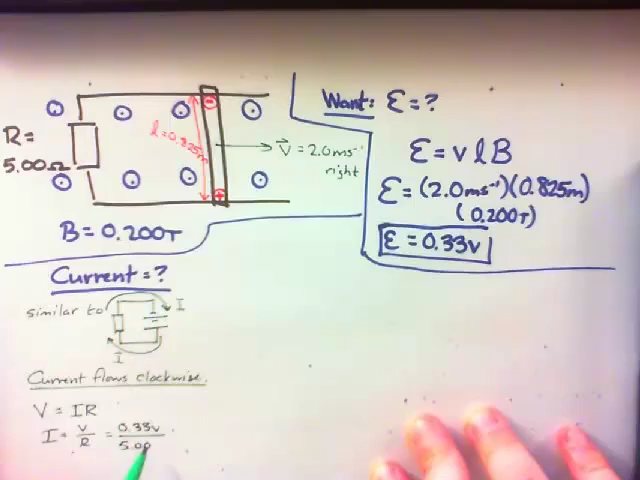 R=
5.00Ω
l=0.825m
−
+
V⃗ = 2.0ms⁻¹
right
B = 0.200T
Want: ε = ?
ε = v l B
ε = (2.0ms⁻¹)(0.825m)
(0.200T)
ε = 0.33v
Current = ?
similar to
I
I
Current flows clockwise.
V = IR
I = V/R = 0.33v/5.00